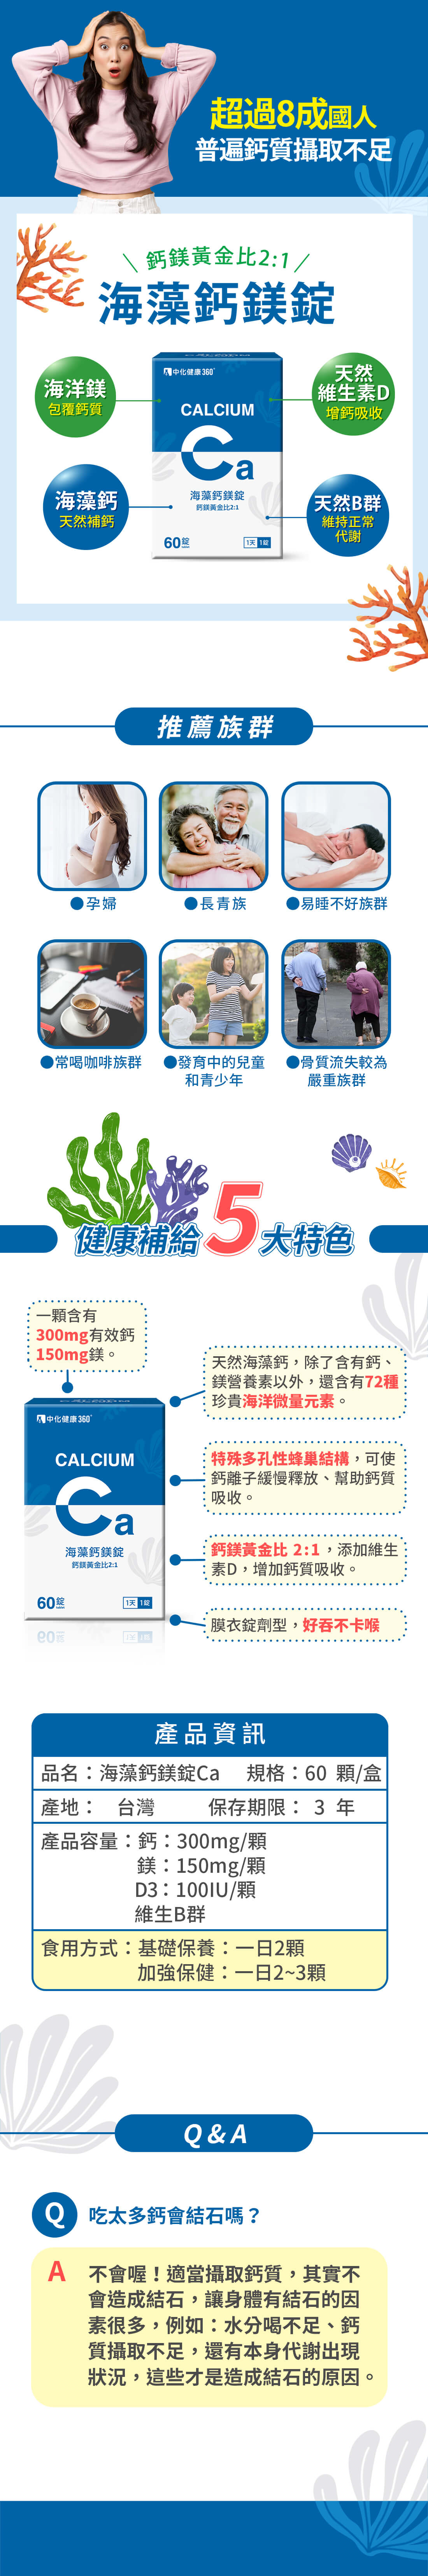 超過8成國人
普遍鈣質攝取不足
鈣鎂黃金比2:1
海藻鈣鎂錠
海洋鎂
包覆鈣質
天然
維生素D
增鈣吸收
海藻鈣
天然補鈣
天然B群
維持正常
代謝
中化健康360°
CALCIUM
Ca
海藻鈣鎂錠
鈣鎂黃金比2:1
60錠
1天 1錠
推薦族群
●孕婦
●長青族
●易睡不好族群
●常喝咖啡族群
●發育中的兒童
和青少年
●骨質流失較為
嚴重族群
健康補給5大特色
一顆含有
300mg有效鈣
150mg鎂。
天然海藻鈣，除了含有鈣、
鎂營養素以外，還含有72種
珍貴海洋微量元素。
特殊多孔性蜂巢結構，可使
鈣離子緩慢釋放、幫助鈣質
吸收。
鈣鎂黃金比 2:1，添加維生
素D，增加鈣質吸收。
膜衣錠劑型，好吞不卡喉
中化健康360°
CALCIUM
Ca
海藻鈣鎂錠
鈣鎂黃金比2:1
60錠
1天 1錠
產品資訊
品名：海藻鈣鎂錠Ca 規格：60 顆/盒
產地： 台灣 保存期限： 3 年
產品容量：鈣：300mg/顆
鎂：150mg/顆
D3：100IU/顆
維生B群
食用方式：基礎保養：一日2顆
加強保健：一日2~3顆
Q&A
Q 吃太多鈣會結石嗎？
A 不會喔！適當攝取鈣質，其實不
會造成結石，讓身體有結石的因
素很多，例如：水分喝不足、鈣
質攝取不足，還有本身代謝出現
狀況，這些才是造成結石的原因。